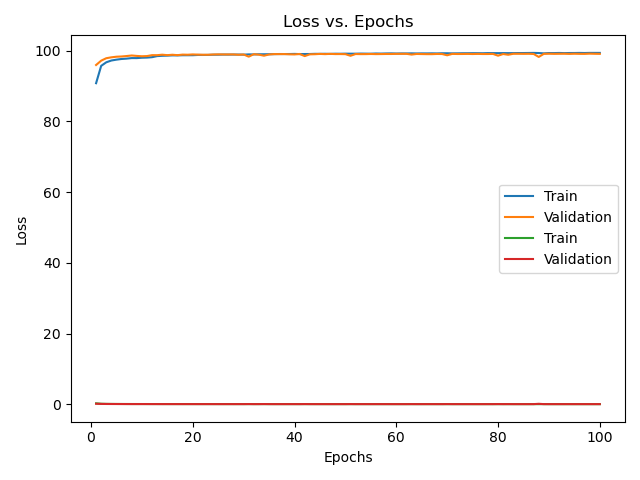 Loss vs. Epochs
100
80
60
40
20
0
Loss
Train
Validation
Train
Validation
0 20 40 60 80 100
Epochs